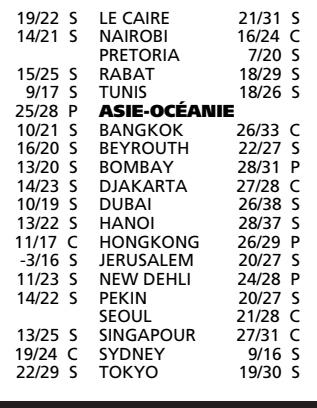 19/22 S LE CAIRE 21/31 S
14/21 S NAIROBI 16/24 C
PRETORIA 7/20 S
15/25 S RABAT 18/29 S
9/17 S TUNIS 18/26 S
25/28 P ASIE-OCÉANIE
10/21 S BANGKOK 26/33 C
16/20 S BEYROUTH 22/27 S
13/20 S BOMBAY 28/31 P
14/23 S DJAKARTA 27/28 C
10/19 S DUBAI 26/38 S
13/22 S HANOI 28/37 S
11/17 C HONGKONG 26/29 P
-3/16 S JERUSALEM 20/27 S
11/23 S NEW DEHLI 24/28 P
14/22 S PEKIN 20/27 S
SEOUL 21/28 C
13/25 S SINGAPOUR 27/31 C
19/24 C SYDNEY 9/16 S
22/29 S TOKYO 19/30 S